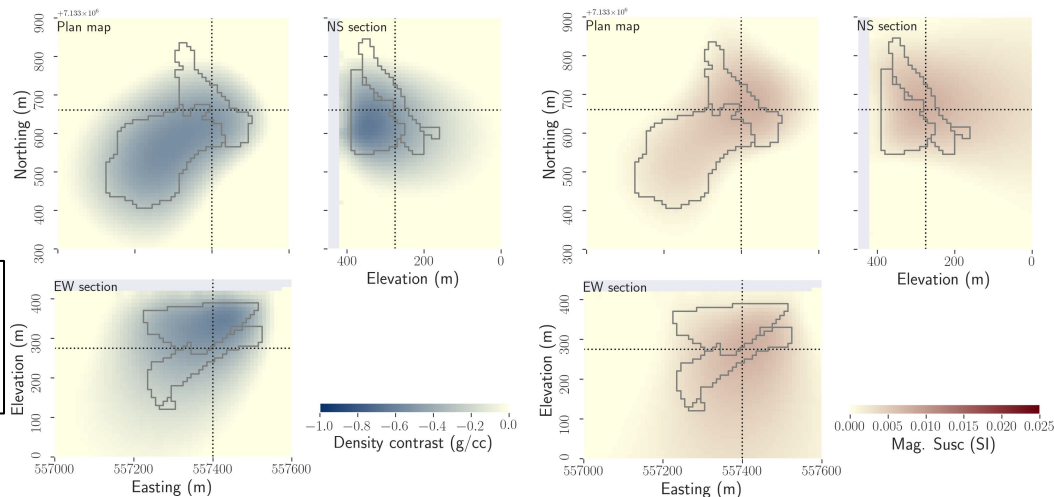 +7.133×10⁶
Plan map
900
800
700
600
500
400
300
Northing (m)
NS section
400 200 0
Elevation (m)
EW section
400
300
200
100
0
Elevation (m)
557000 557200 557400 557600
Easting (m)
−1.0 −0.8 −0.6 −0.4 −0.2 0.0
Density contrast (g/cc)
+7.133×10⁶
Plan map
900
800
700
600
500
400
300
Northing (m)
NS section
400 200 0
Elevation (m)
EW section
400
300
200
100
0
Elevation (m)
557000 557200 557400 557600
Easting (m)
0.000 0.005 0.010 0.015 0.020 0.025
Mag. Susc (SI)